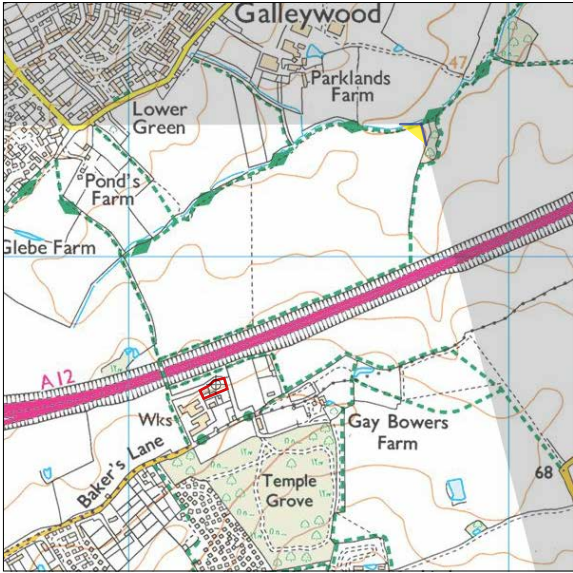 Galleywood
47
Parklands
Farm
Lower
Green
Pond's
Farm
Glebe Farm
A12
Wks
Baker's Lane
Gay Bowers
Farm
Temple
Grove
68